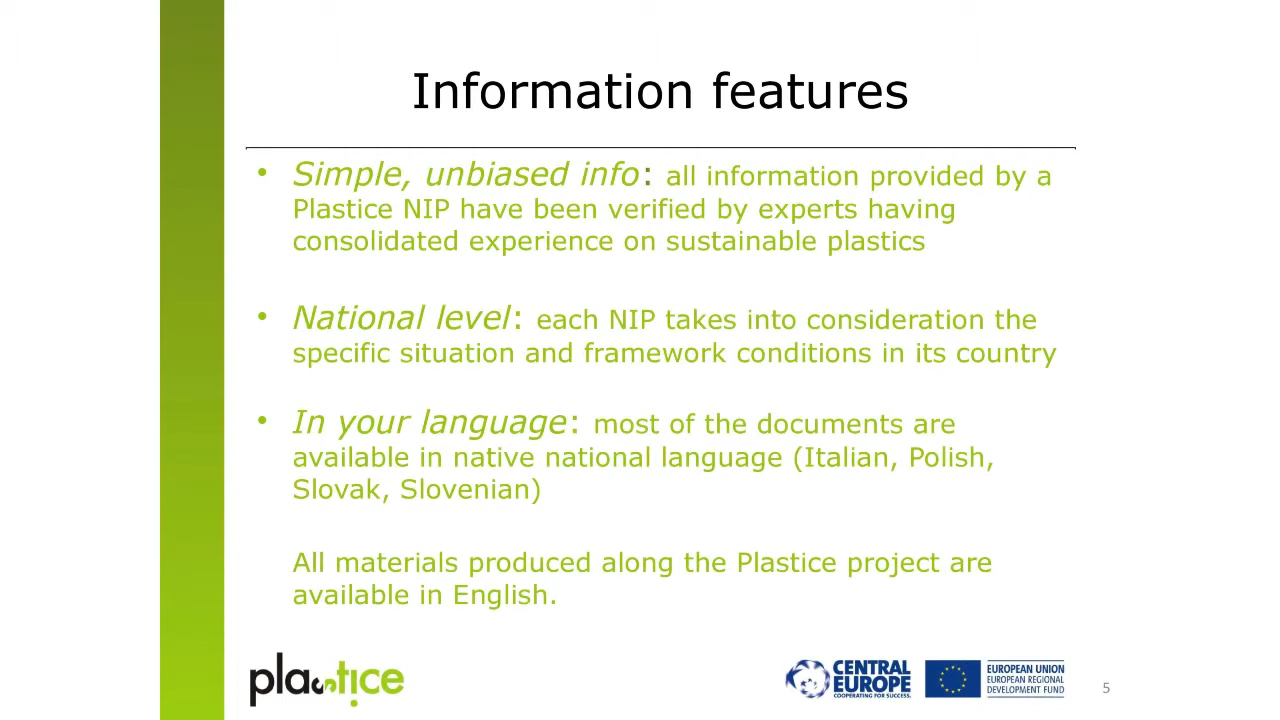 Information features
• Simple, unbiased info: all information provided by a
Plastice NIP have been verified by experts having
consolidated experience on sustainable plastics
• National level: each NIP takes into consideration the
specific situation and framework conditions in its country
• In your language: most of the documents are
available in native national language (Italian, Polish,
Slovak, Slovenian)
All materials produced along the Plastice project are
available in English.
plastice
CENTRAL
EUROPE
COOPERATING FOR SUCCESS.
EUROPEAN UNION
EUROPEAN REGIONAL
DEVELOPMENT FUND
5